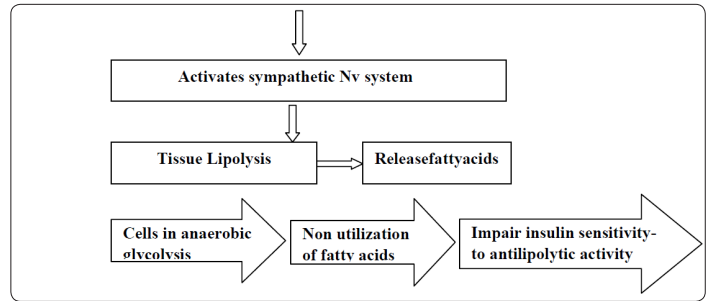 Activates sympathetic Nv system
Tissue Lipolysis
Releasefattyacids
Cells in anaerobic
glycolysis
Non utilization
of fatty acids
Impair insulin sensitivity-
to antilipolytic activity